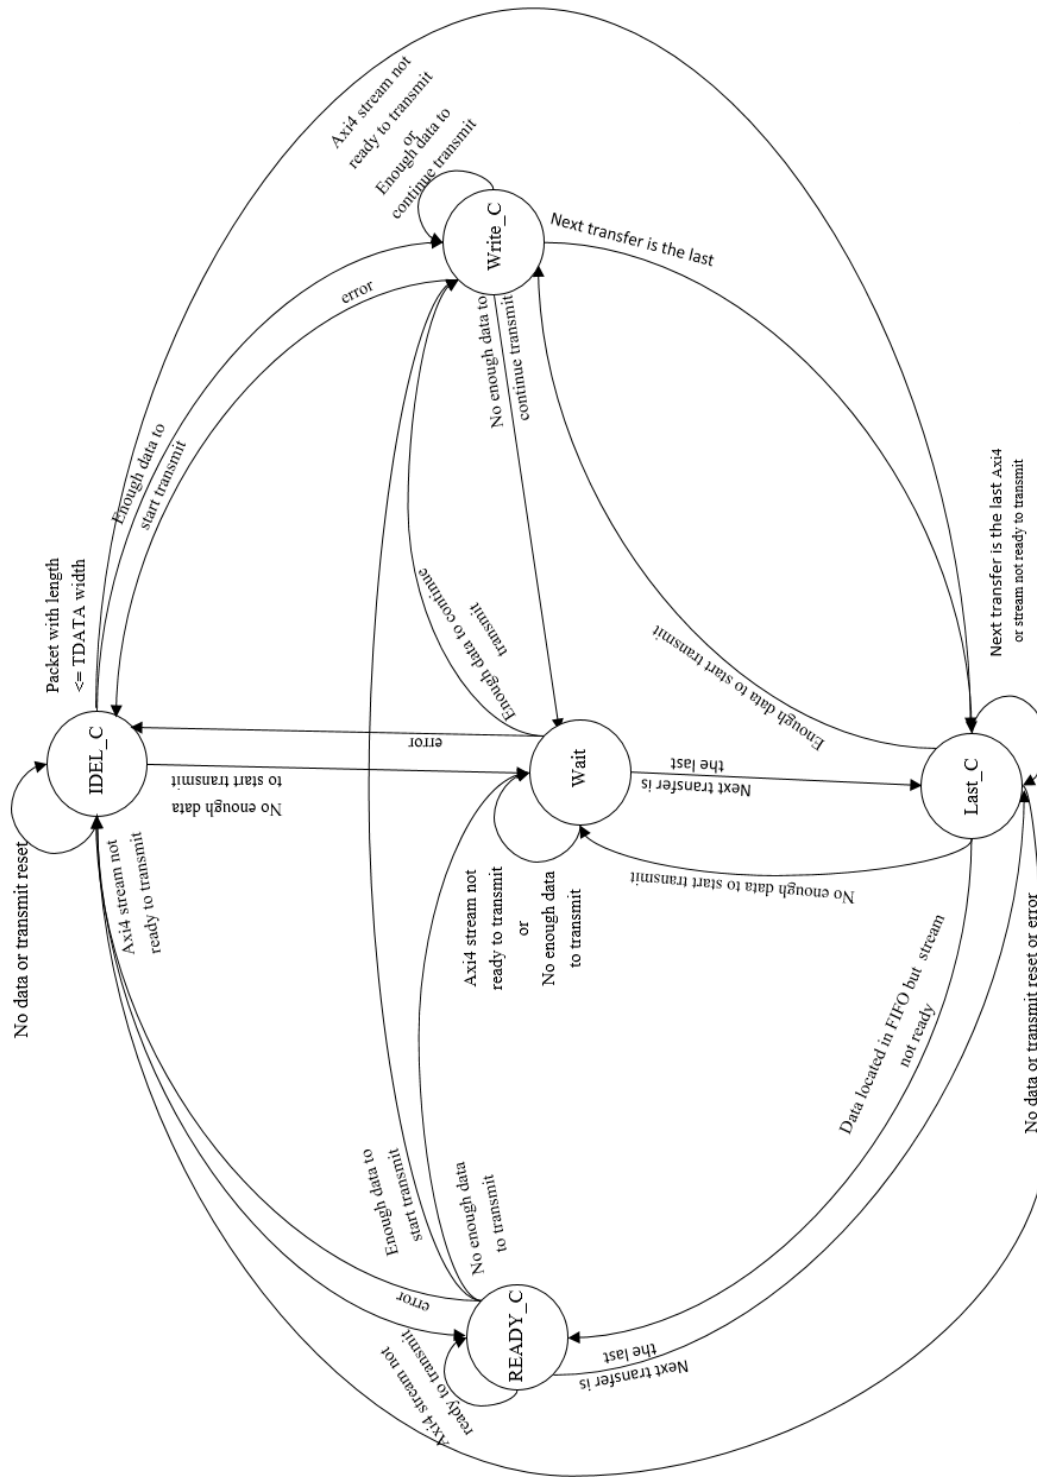 Axi4 stream not
ready to transmit
or
Enough data to
continue transmit
Write_C
Next transfer is the last
error
Enough data to
start transmit
No enough data to
continue transmit
Packet with length
<= TDATA width
IDEL_C
No data or transmit reset
Axi4 stream not
ready to transmit
No enough data
to start transmit
error
Enough data to continue
transmit
Wait
Next transfer is
the last
Enough data to start transmit
Next transfer is the last Axi4
or stream not ready to transmit
Last_C
No enough data to start transmit
Axi4 stream not
ready to transmit
or
No enough data
to transmit
Data located in FIFO but stream
not ready
No data or transmit reset or error
Enough data to
start transmit
No enough data
to transmit
error
READY_C
Axi4 stream not
ready to transmit
Next transfer is
the last